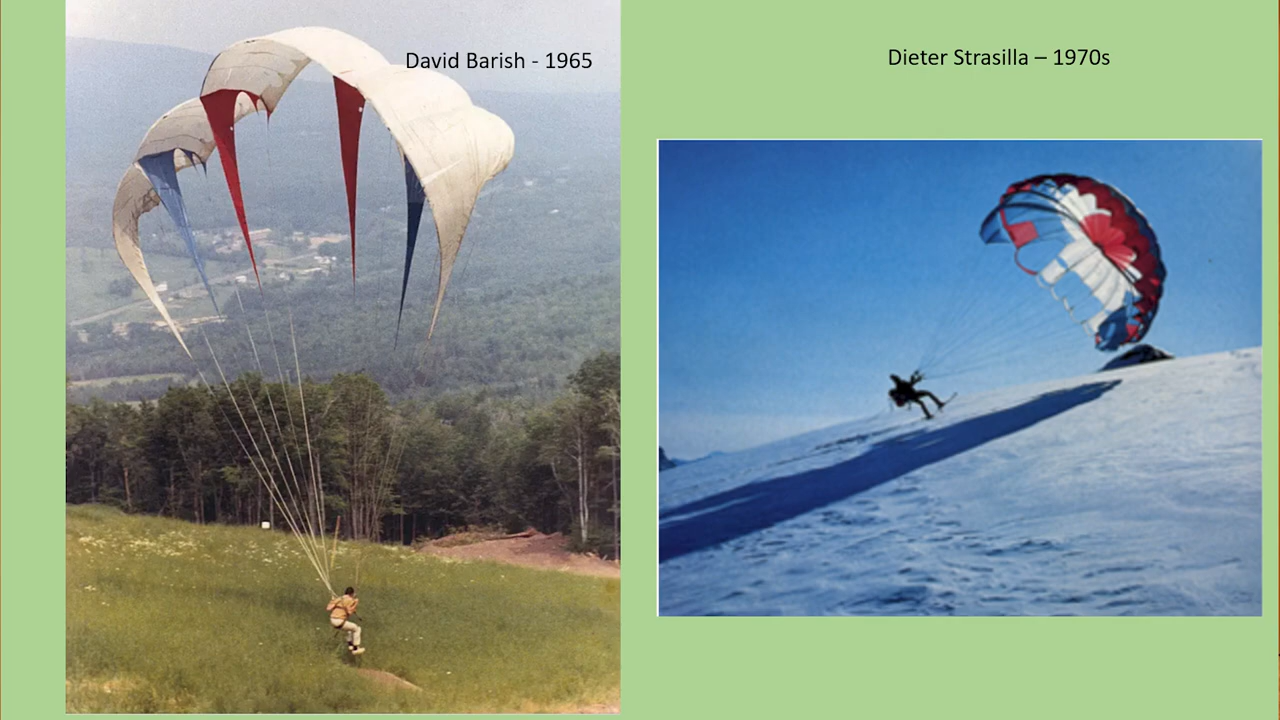 David Barish - 1965
Dieter Strasilla – 1970s